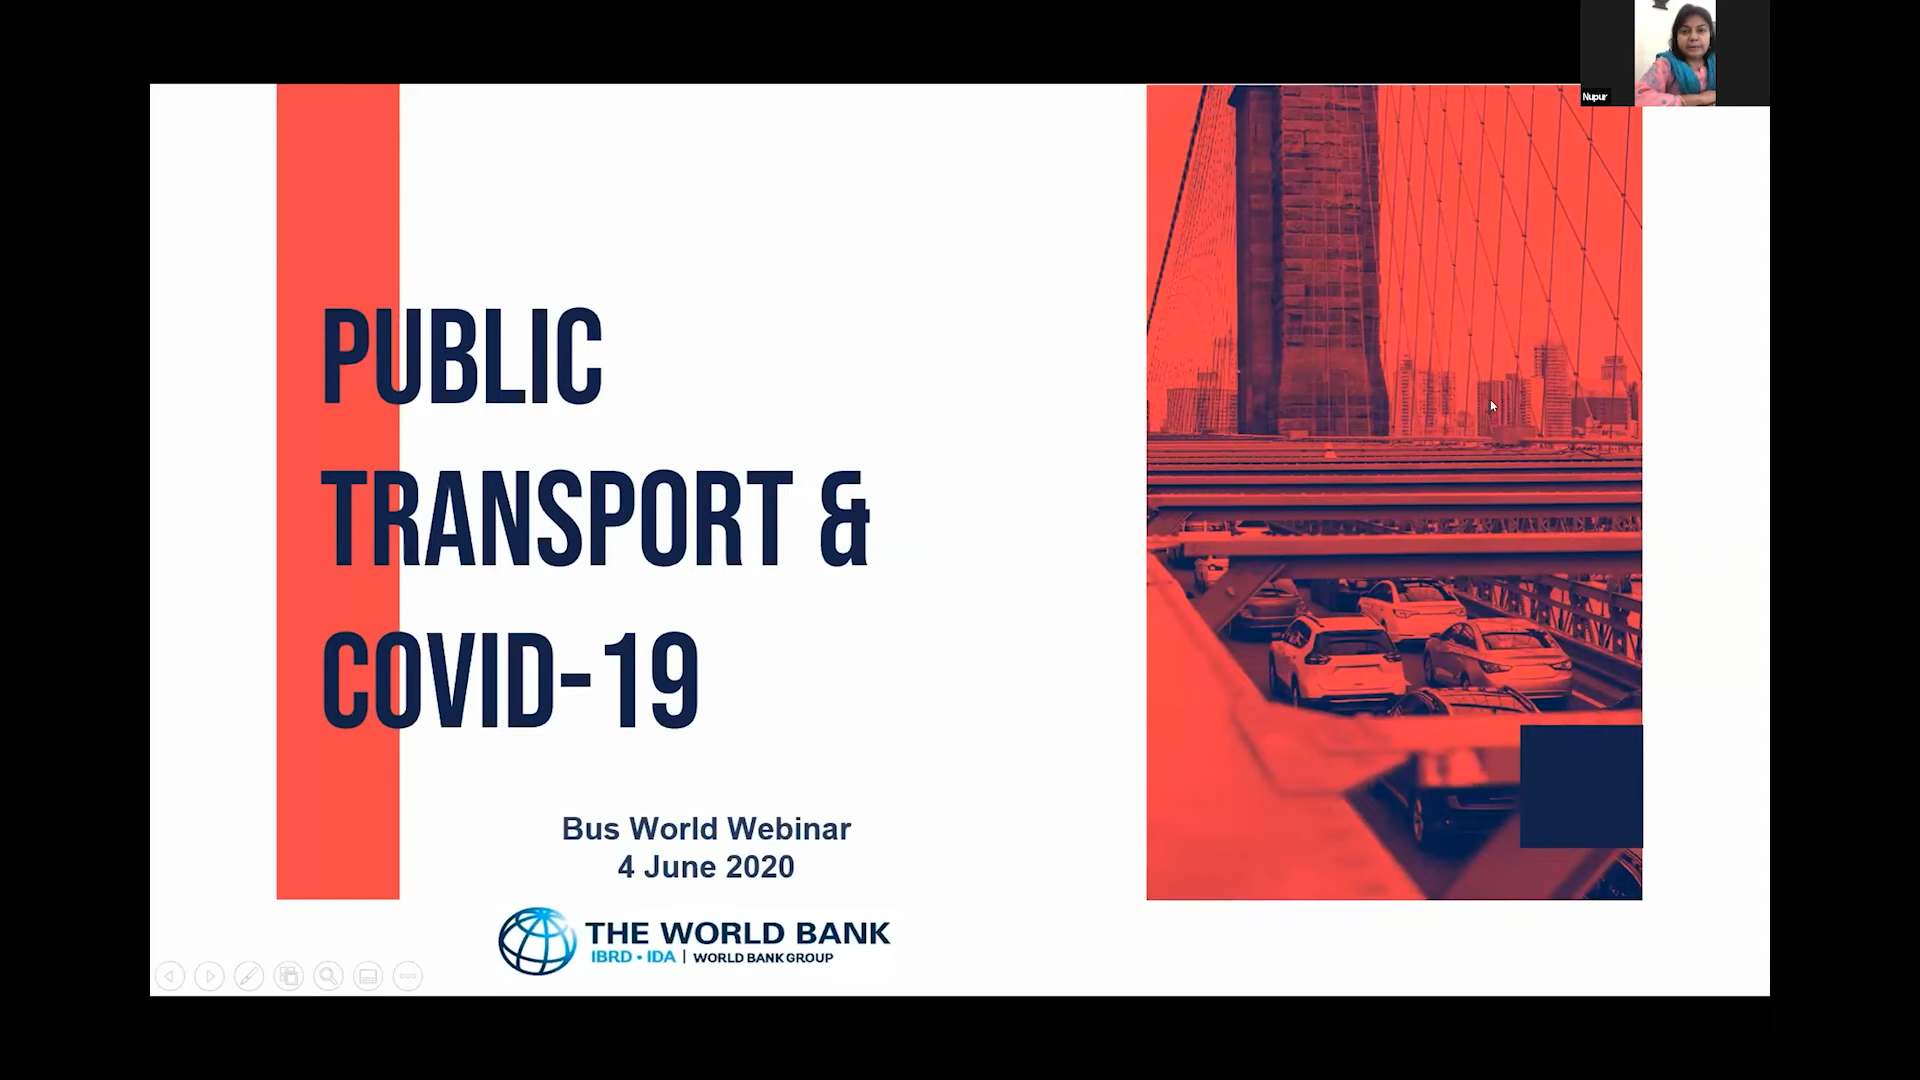 Nupur
PUBLIC
TRANSPORT &
COVID-19
Bus World Webinar
4 June 2020
THE WORLD BANK
IBRD • IDA | WORLD BANK GROUP